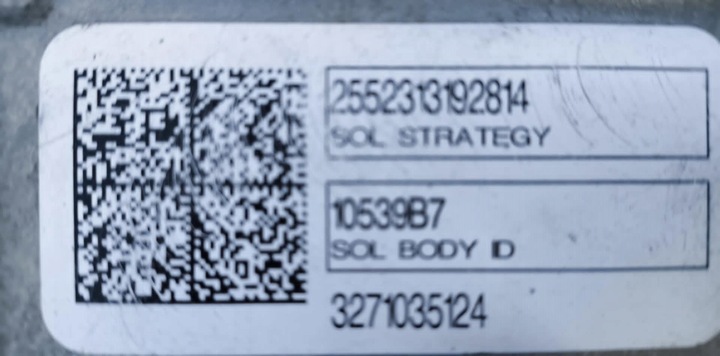 2552313192814
SOL STRATEGY
10539B7
SOL BODY ID
3271035124